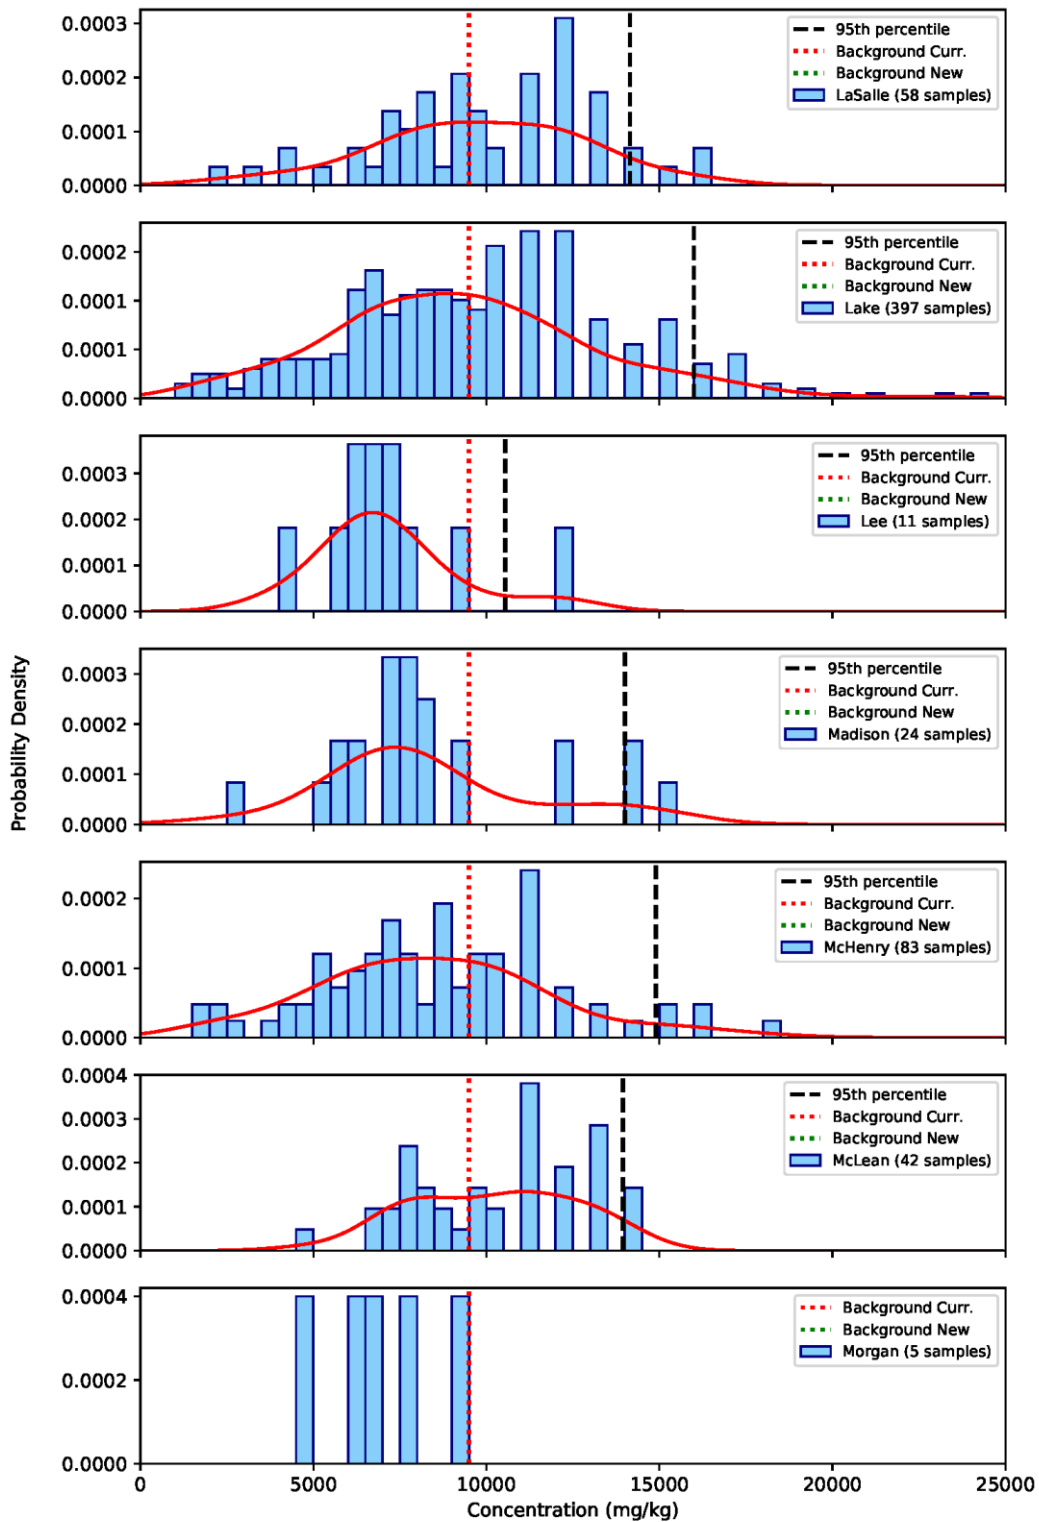 0.0003
0.0002
0.0001
0.0000
95th percentile
Background Curr.
Background New
LaSalle (58 samples)
0.0002
0.0001
0.0001
0.0000
95th percentile
Background Curr.
Background New
Lake (397 samples)
0.0003
0.0002
0.0001
0.0000
95th percentile
Background Curr.
Background New
Lee (11 samples)
Probability Density
0.0003
0.0002
0.0001
0.0000
95th percentile
Background Curr.
Background New
Madison (24 samples)
0.0002
0.0001
0.0000
95th percentile
Background Curr.
Background New
McHenry (83 samples)
0.0004
0.0003
0.0002
0.0001
0.0000
95th percentile
Background Curr.
Background New
McLean (42 samples)
0.0004
0.0002
0.0000
Background Curr.
Background New
Morgan (5 samples)
0 5000 10000 15000 20000 25000
Concentration (mg/kg)